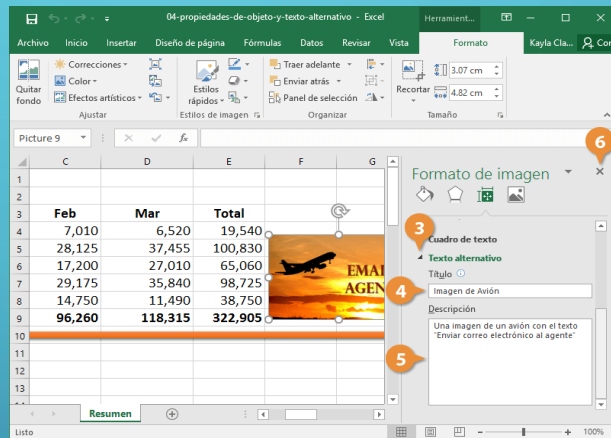 04-propiedades-de-objeto-y-texto-alternativo - Excel
Herramient...
Archivo Inicio Insertar Diseño de página Fórmulas Datos Revisar Vista Formato Kayla Cla...
Quitar fondo
Correcciones
Color
Efectos artísticos
Ajustar
Estilos rápidos
Estilos de imagen
Traer adelante
Enviar atrás
Panel de selección
Organizar
Recortar
3.07 cm
4.82 cm
Tamaño
Picture 9
fx
C D E F G
1
2
3 Feb Mar Total
4 7,010 6,520 19,540
5 28,125 37,455 100,830
6 17,200 27,010 65,060
7 29,175 35,840 98,725
8 14,750 11,490 38,750
9 96,260 118,315 322,905
10
11
12
13
EMAI
AGEN
Resumen
Listo
100%
6
Formato de imagen
3
Cuadro de texto
Texto alternativo
Título
4
Imagen de Avión
Descripción
5
Una imagen de un avión con el texto
"Enviar correo electrónico al agente"